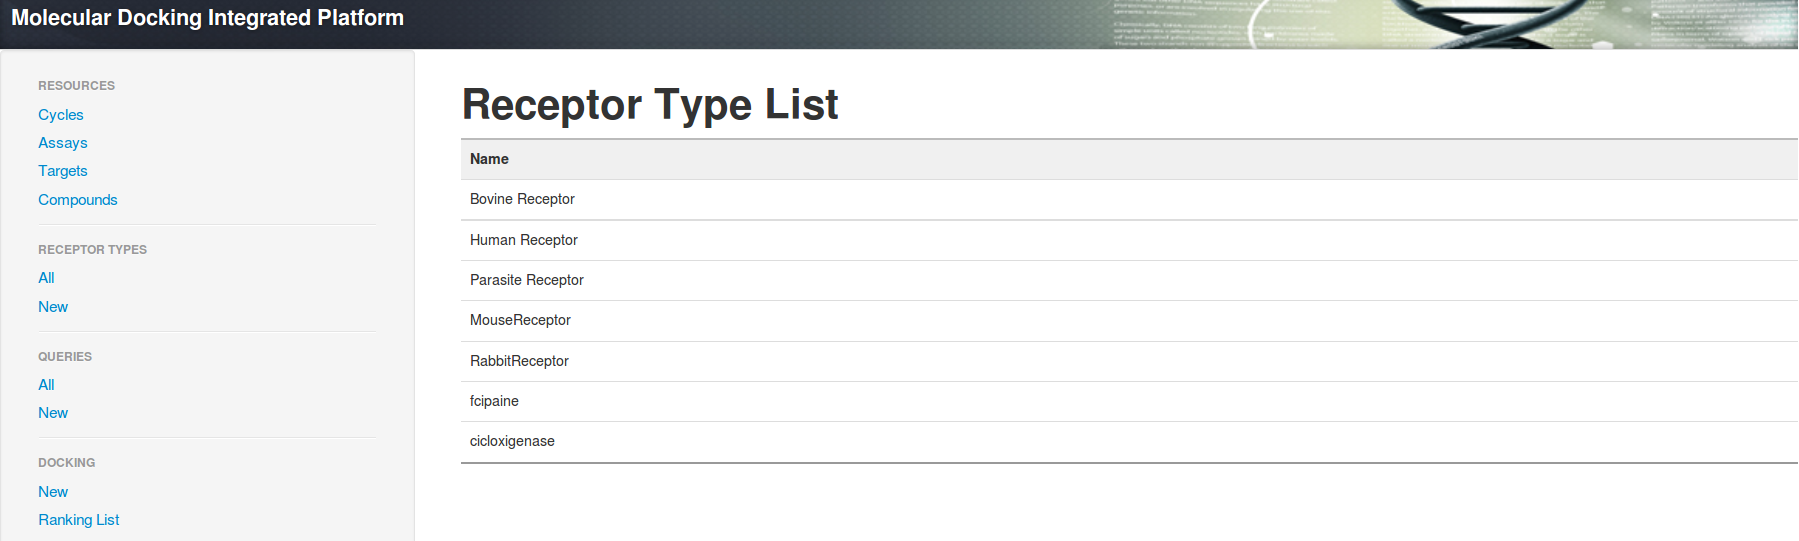 Molecular Docking Integrated Platform
RESOURCES
Cycles
Assays
Targets
Compounds
RECEPTOR TYPES
All
New
QUERIES
All
New
DOCKING
New
Ranking List
Receptor Type List
Name
Bovine Receptor
Human Receptor
Parasite Receptor
MouseReceptor
RabbitReceptor
fcipaine
cicloxigenase